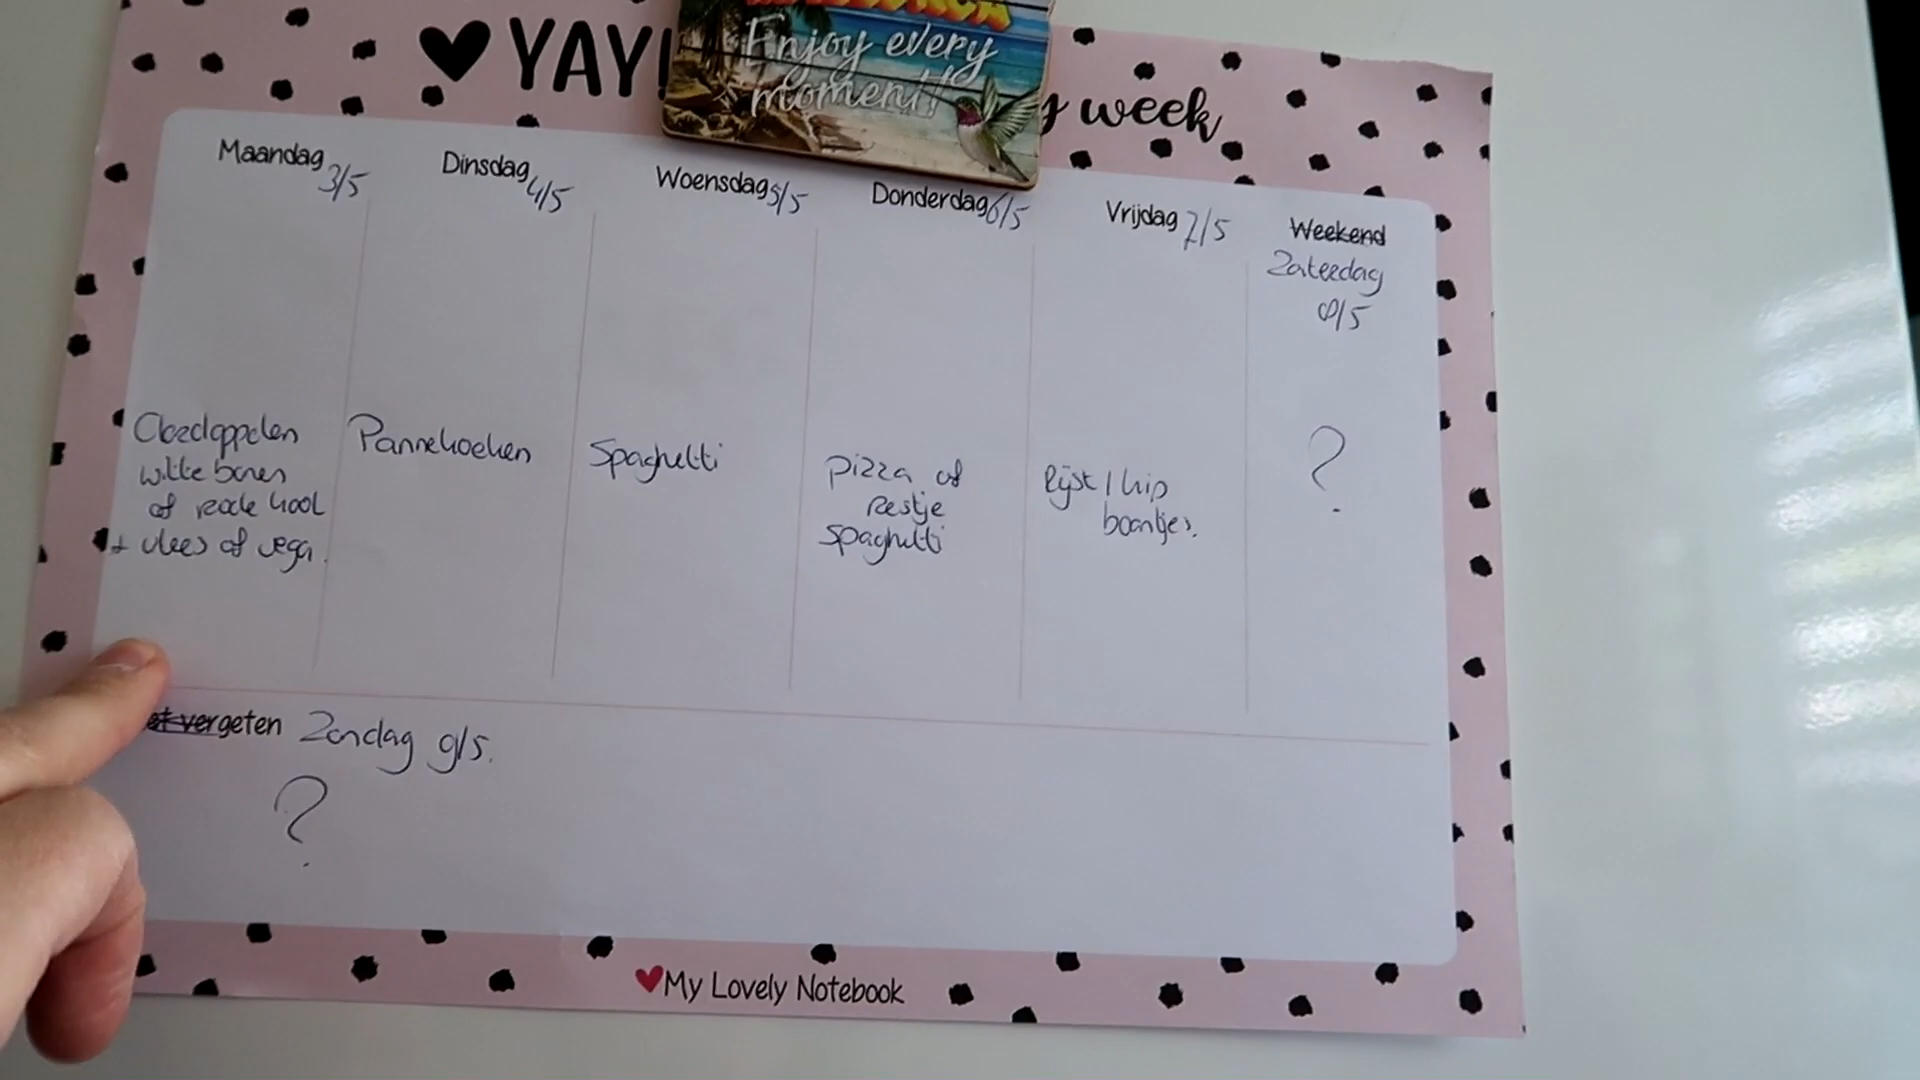 YAY!
Enjoy every
moment!
week
Maandag 3/5
Dinsdag 4/5
Woensdag 5/5
Donderdag 6/5
Vrijdag 7/5
Weekend
Zaterdag
8/5
Aardappelen
witte bonen
of rode kool
+ vlees of vega.
Pannekoeken
Spaghetti
pizza of
Restje
Spaghetti
Rijst / kip
boontjes.
?
vergeten Zondag 9/5.
?
My Lovely Notebook